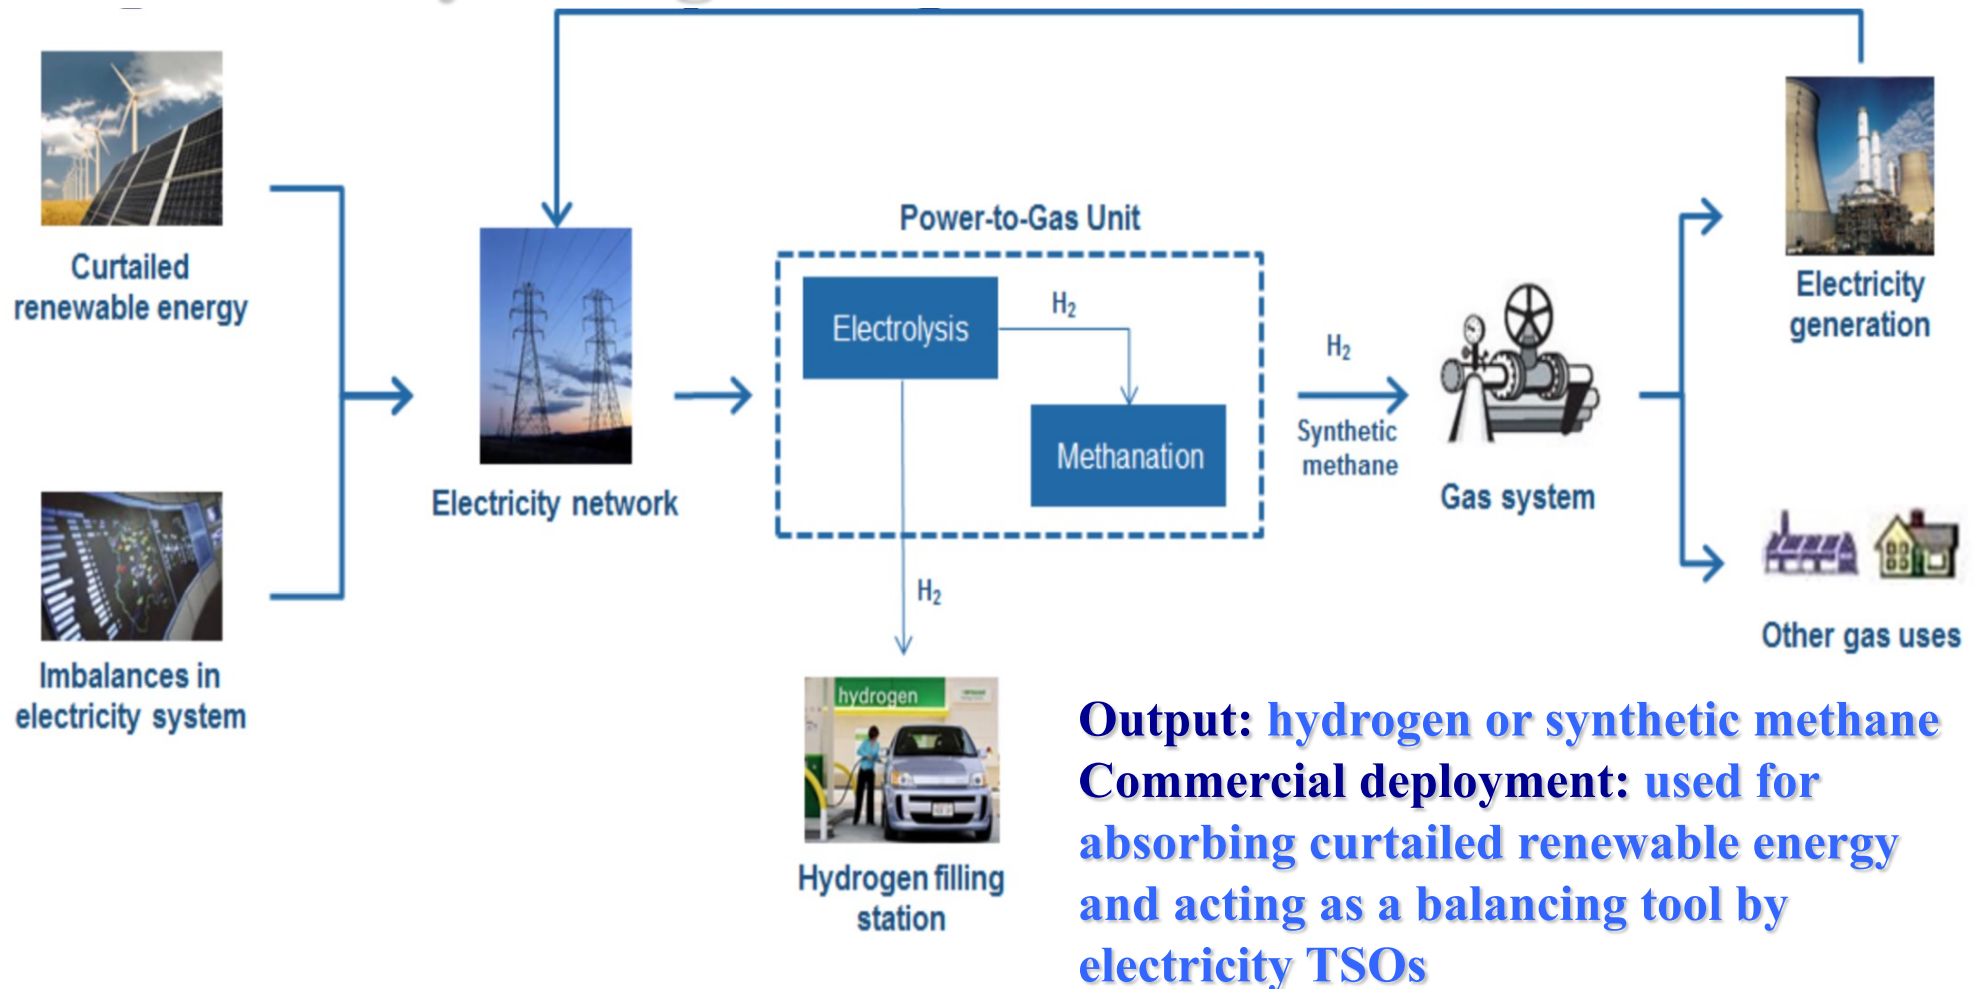 Curtailed
renewable energy
Imbalances in
electricity system
Electricity network
Power-to-Gas Unit
Electrolysis
H₂
Methanation
H₂
hydrogen
Hydrogen filling
station
H₂
Synthetic
methane
Gas system
Electricity
generation
Other gas uses
Output: hydrogen or synthetic methane
Commercial deployment: used for
absorbing curtailed renewable energy
and acting as a balancing tool by
electricity TSOs